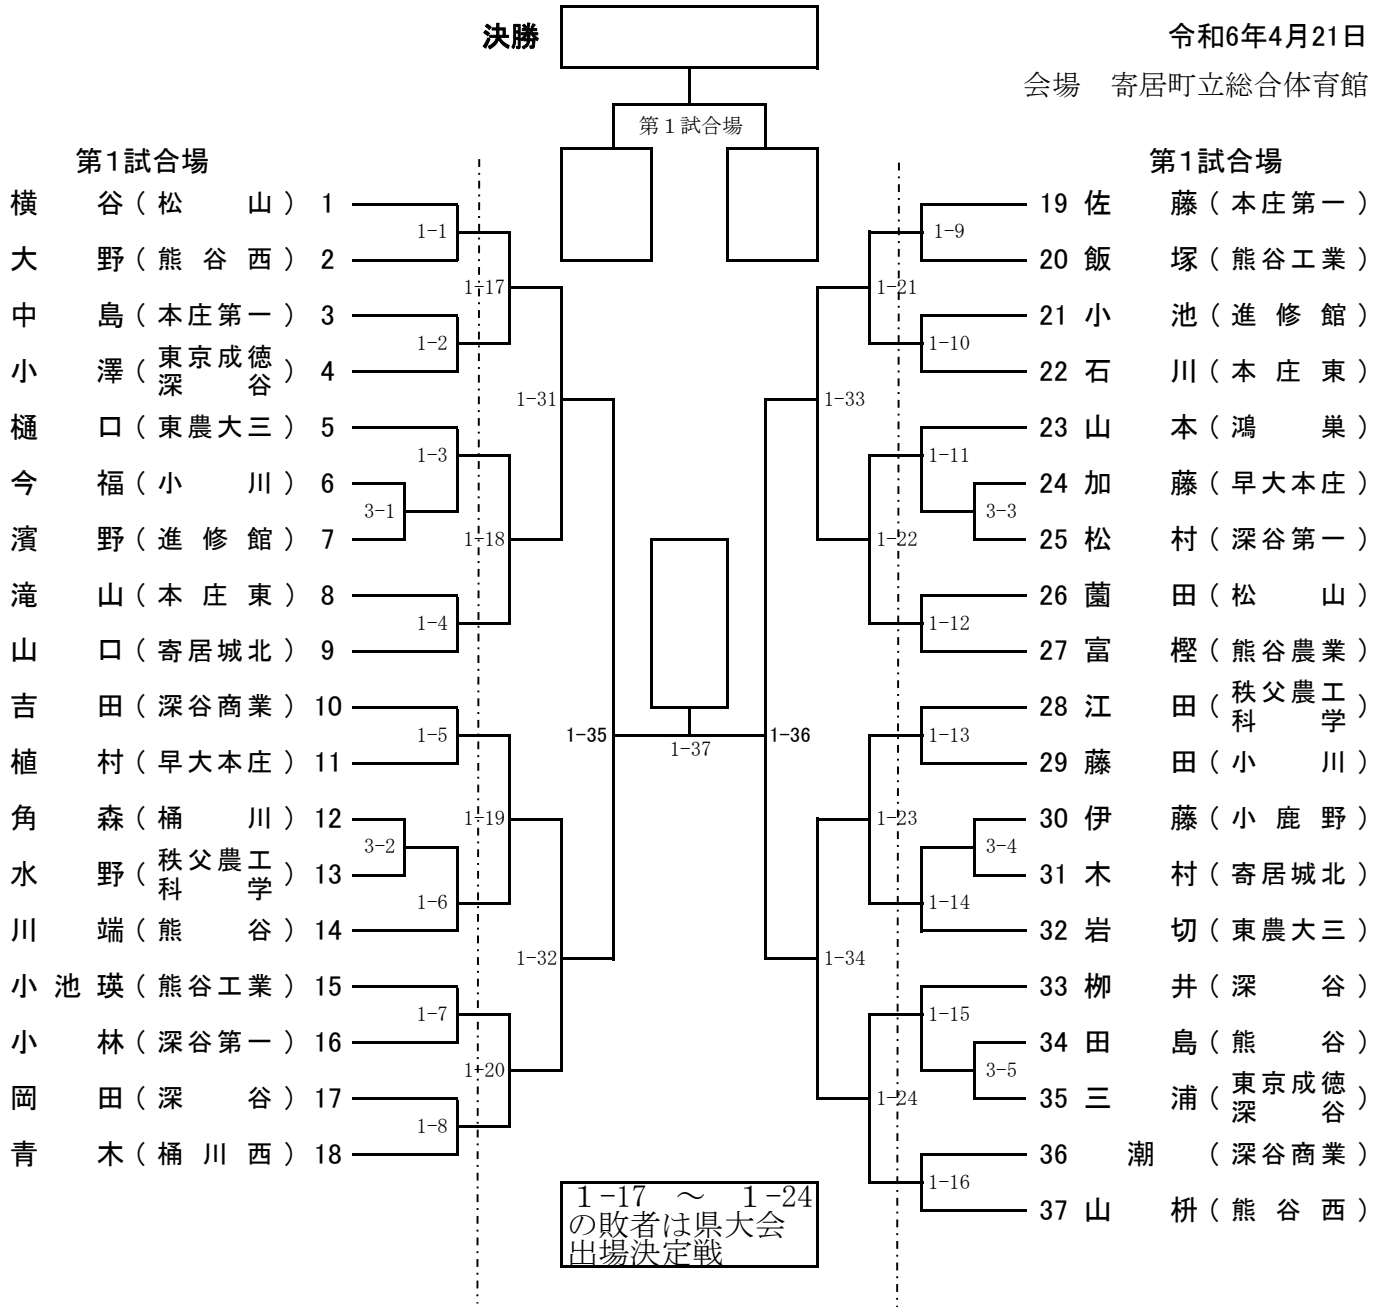 決勝
令和6年4月21日
会場　寄居町立総合体育館
第１試合場
第1試合場
横谷（松山）1
大野（熊谷西）2
中島（本庄第一）3
小澤（東京成徳深谷）4
樋口（東農大三）5
今福（小川）6
濱野（進修館）7
滝山（本庄東）8
山口（寄居城北）9
吉田（深谷商業）10
植村（早大本庄）11
角森（桶川）12
水野（秩父農工科学）13
川端（熊谷）14
小池瑛（熊谷工業）15
小林（深谷第一）16
岡田（深谷）17
青木（桶川西）18
1-1
1-2
1-3
3-1
1-4
1-5
3-2
1-6
1-7
1-8
1-17
1-18
1-19
1-20
1-31
1-32
1-35
1-37
1-36
1-33
1-34
1-21
1-22
1-23
1-24
1-9
1-10
1-11
3-3
1-12
1-13
3-4
1-14
1-15
3-5
1-16
第1試合場
19 佐藤（本庄第一）
20 飯塚（熊谷工業）
21 小池（進修館）
22 石川（本庄東）
23 山本（鴻巣）
24 加藤（早大本庄）
25 松村（深谷第一）
26 薗田（松山）
27 富樫（熊谷農業）
28 江田（秩父農工科学）
29 藤田（小川）
30 伊藤（小鹿野）
31 木村（寄居城北）
32 岩切（東農大三）
33 栁井（深谷）
34 田島（熊谷）
35 三浦（東京成徳深谷）
36 潮（深谷商業）
37 山枡（熊谷西）
１-17　～　１-24
の敗者は県大会
出場決定戦